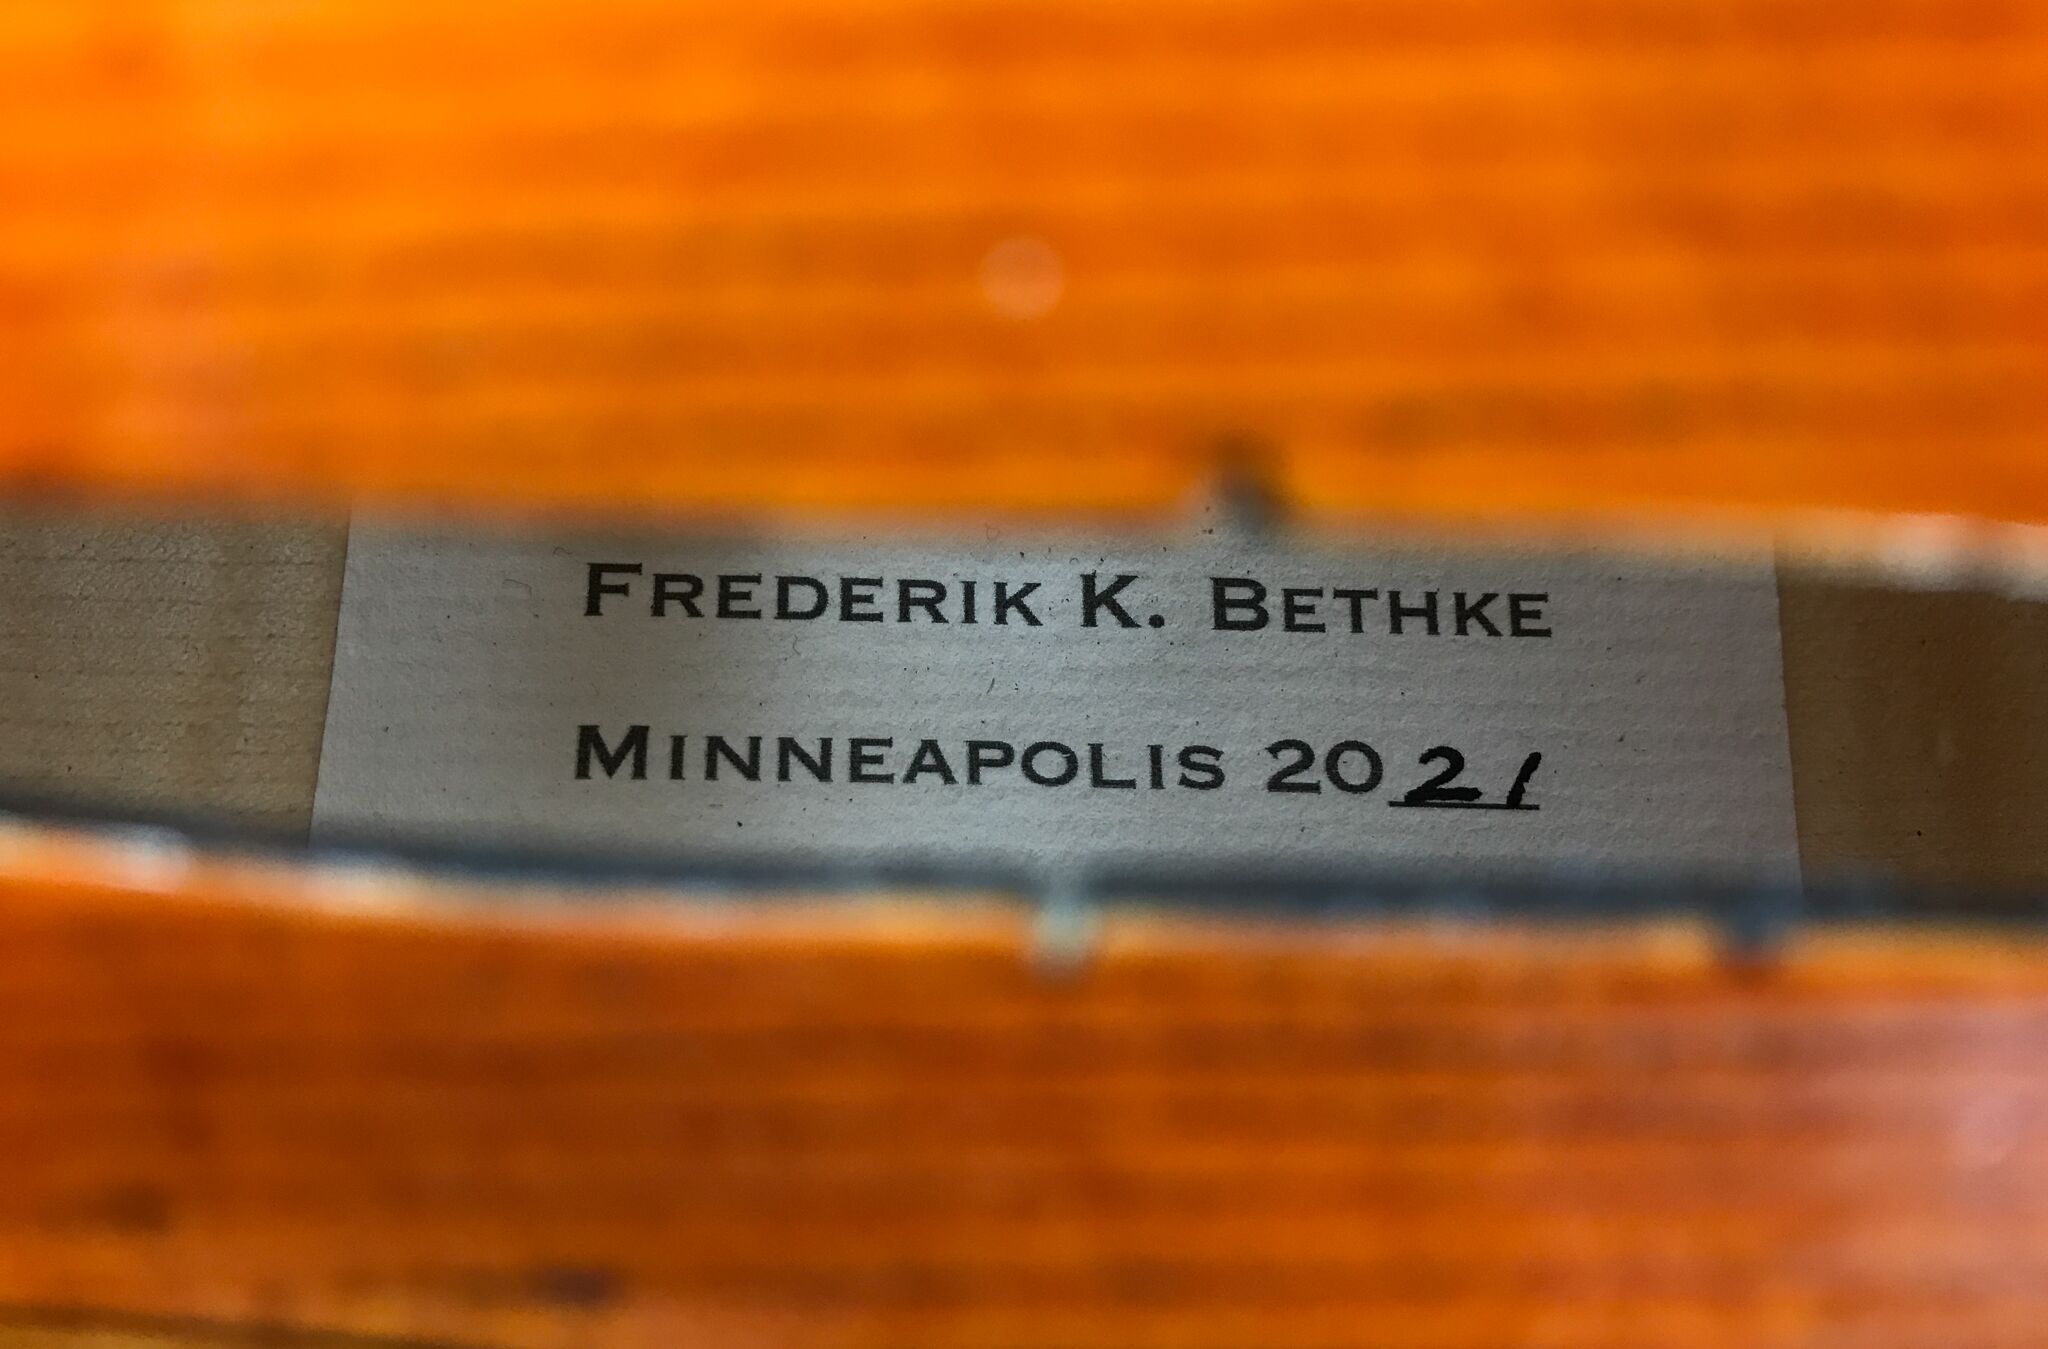 FREDERIK K. BETHKE
MINNEAPOLIS 2021